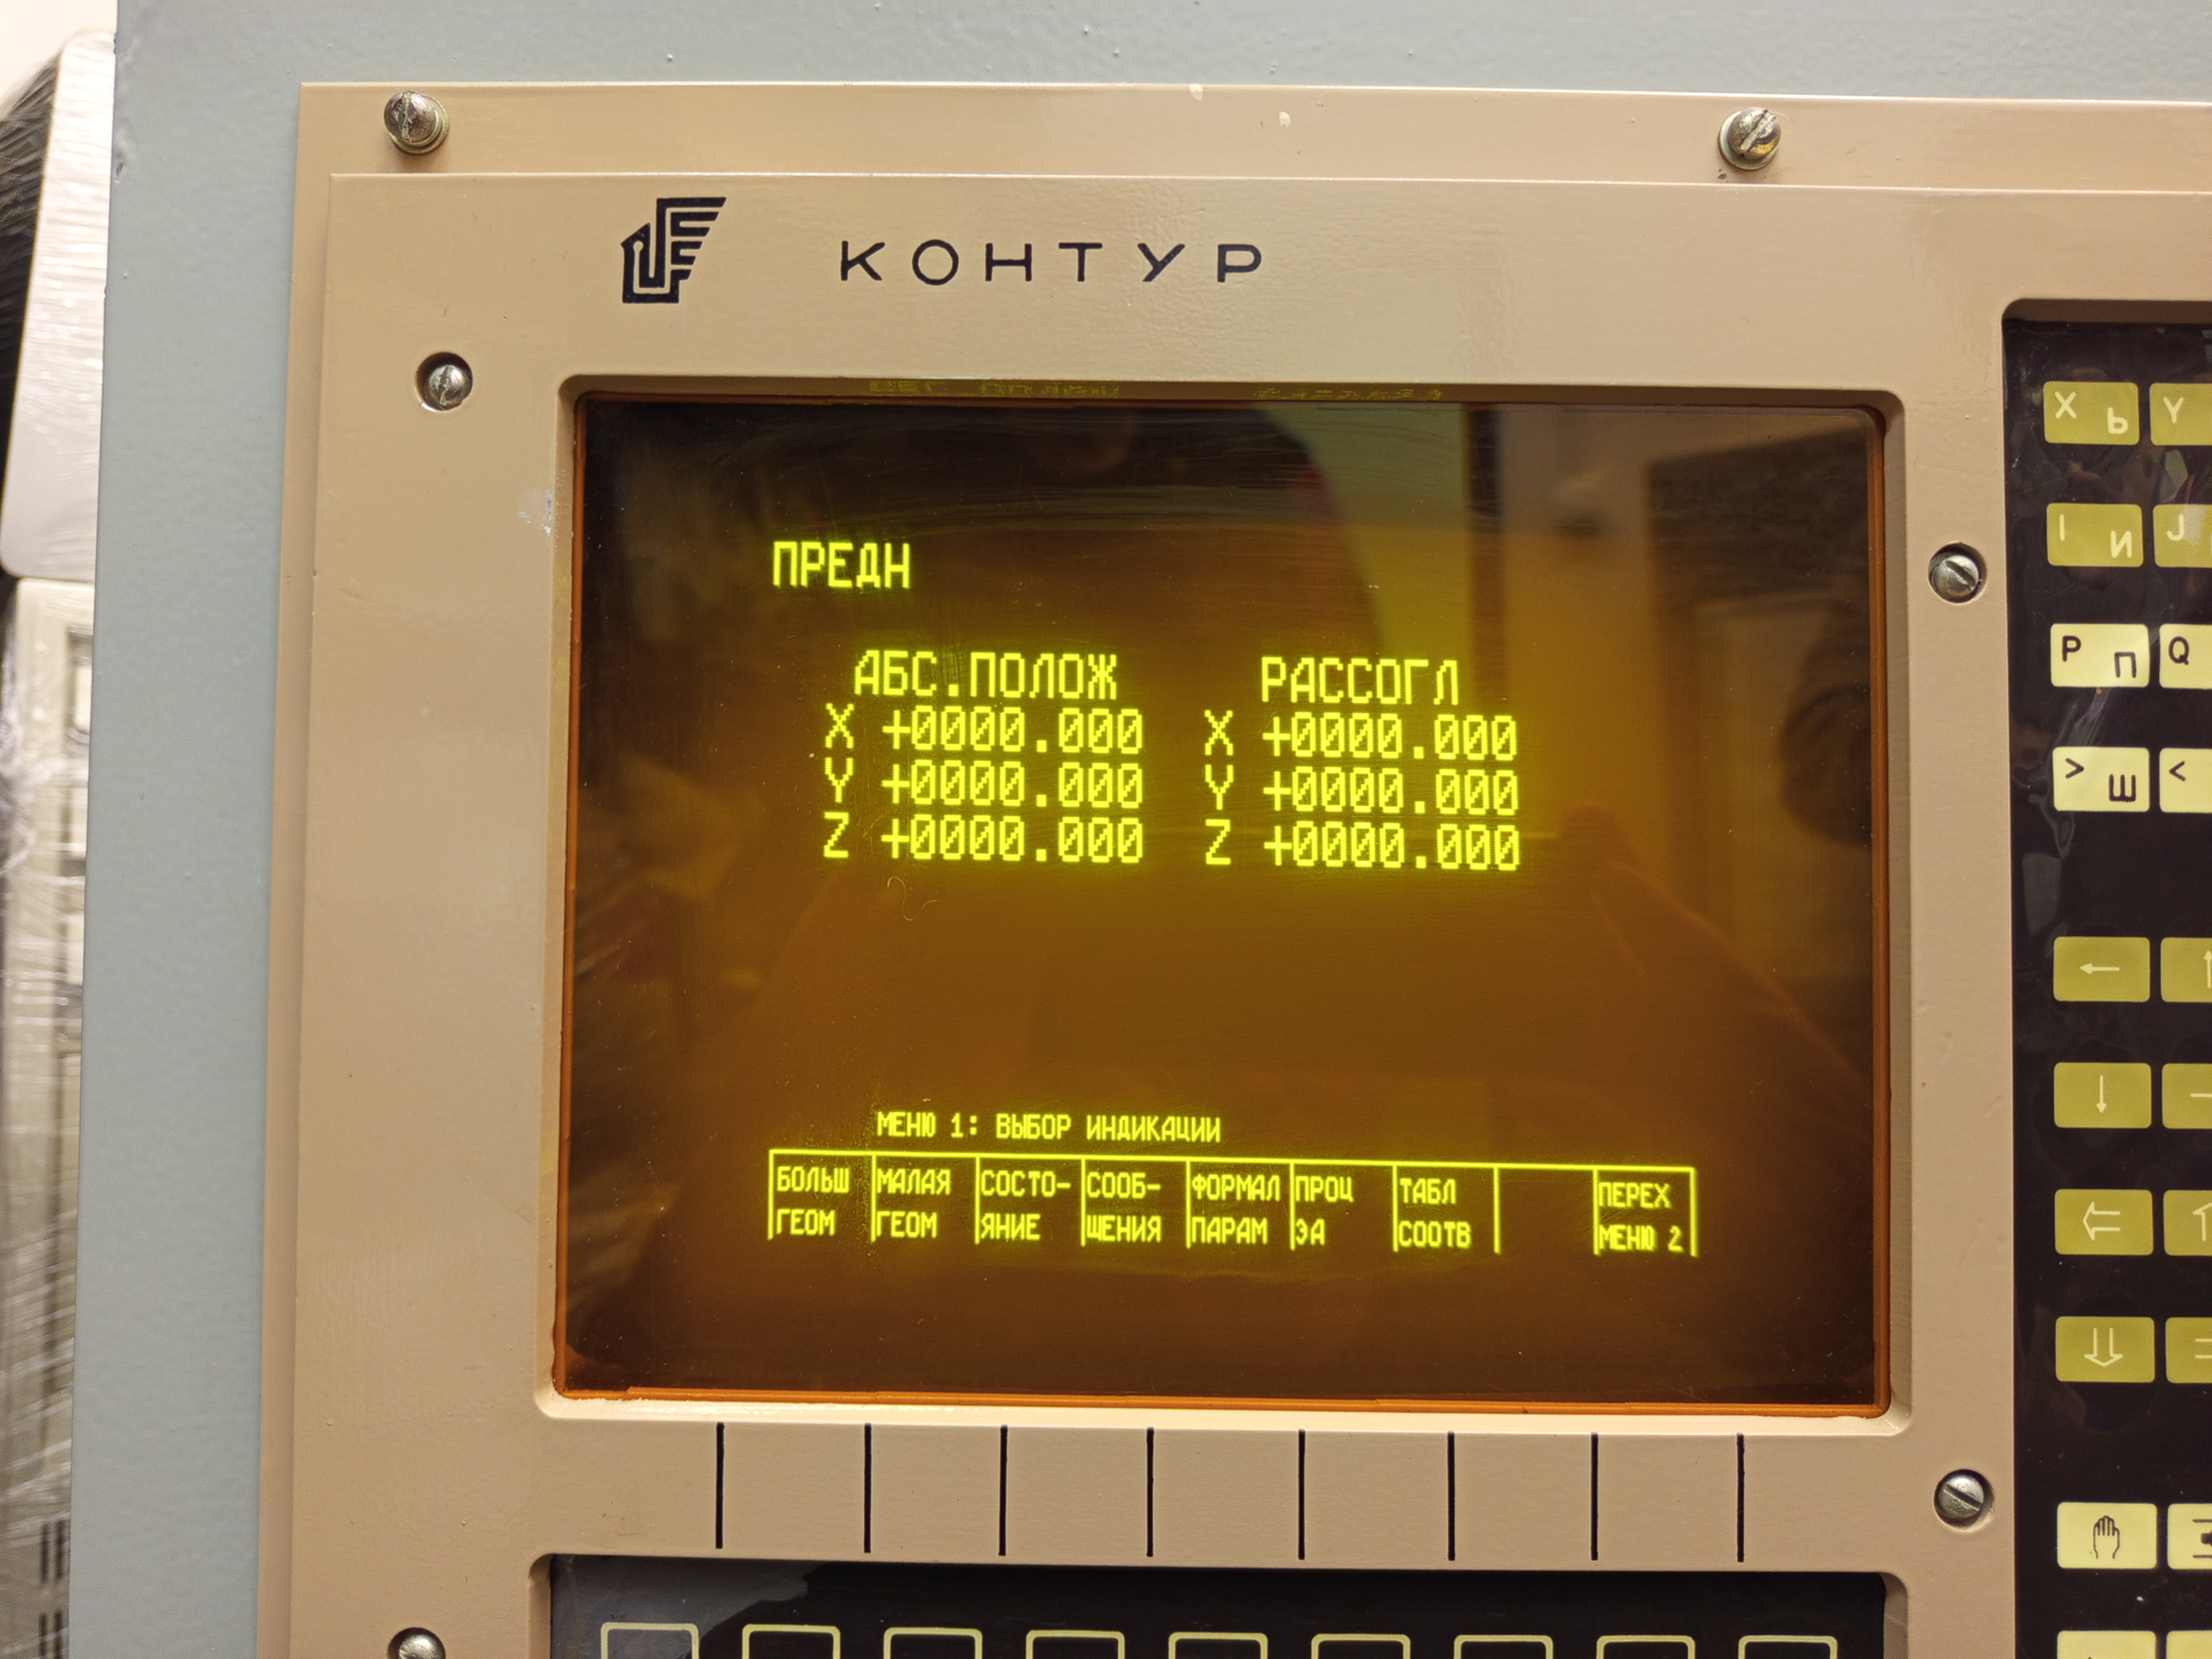 КОНТУР
ПРЕДН
АБС.ПОЛОЖ РАССОГЛ
X +0000.000 X +0000.000
Y +0000.000 Y +0000.000
Z +0000.000 Z +0000.000
МЕНЮ 1: ВЫБОР ИНДИКАЦИИ
БОЛЬШ МАЛАЯ СОСТО- СООБ- ФОРМАЛ ПРОЦ ТАБЛ ПЕРЕХ
ГЕОМ ГЕОМ ЯНИЕ ЩЕНИЯ ПАРАМ ЭА СООТВ МЕНЮ 2
X Ь Y
I И J
P П Q
> Ш <